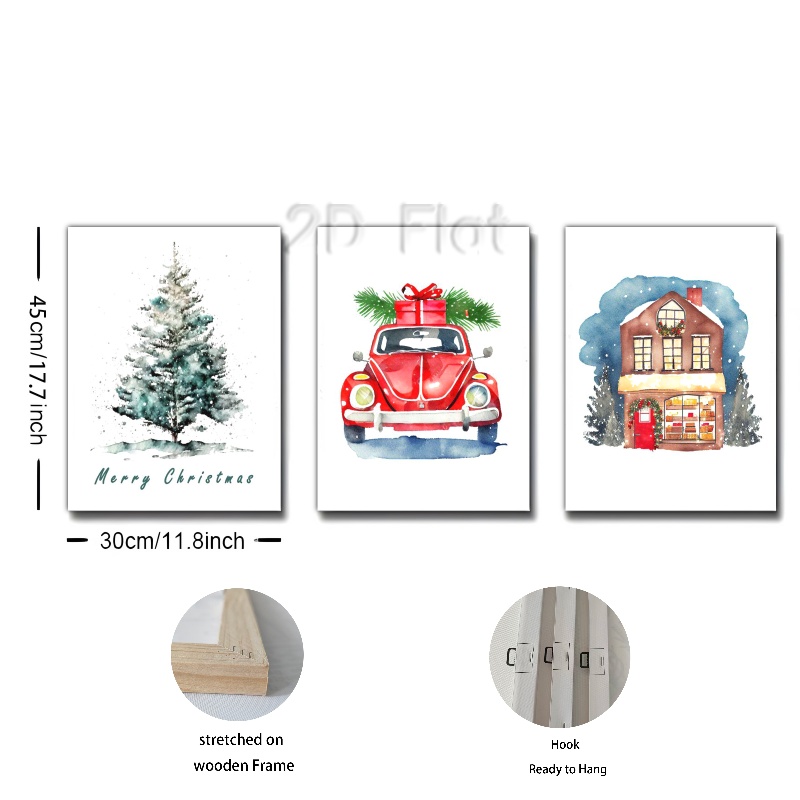 2D Flat
45cm/17.7inch
Merry Christmas
30cm/11.8inch
stretched on
wooden Frame
Hook
Ready to Hang